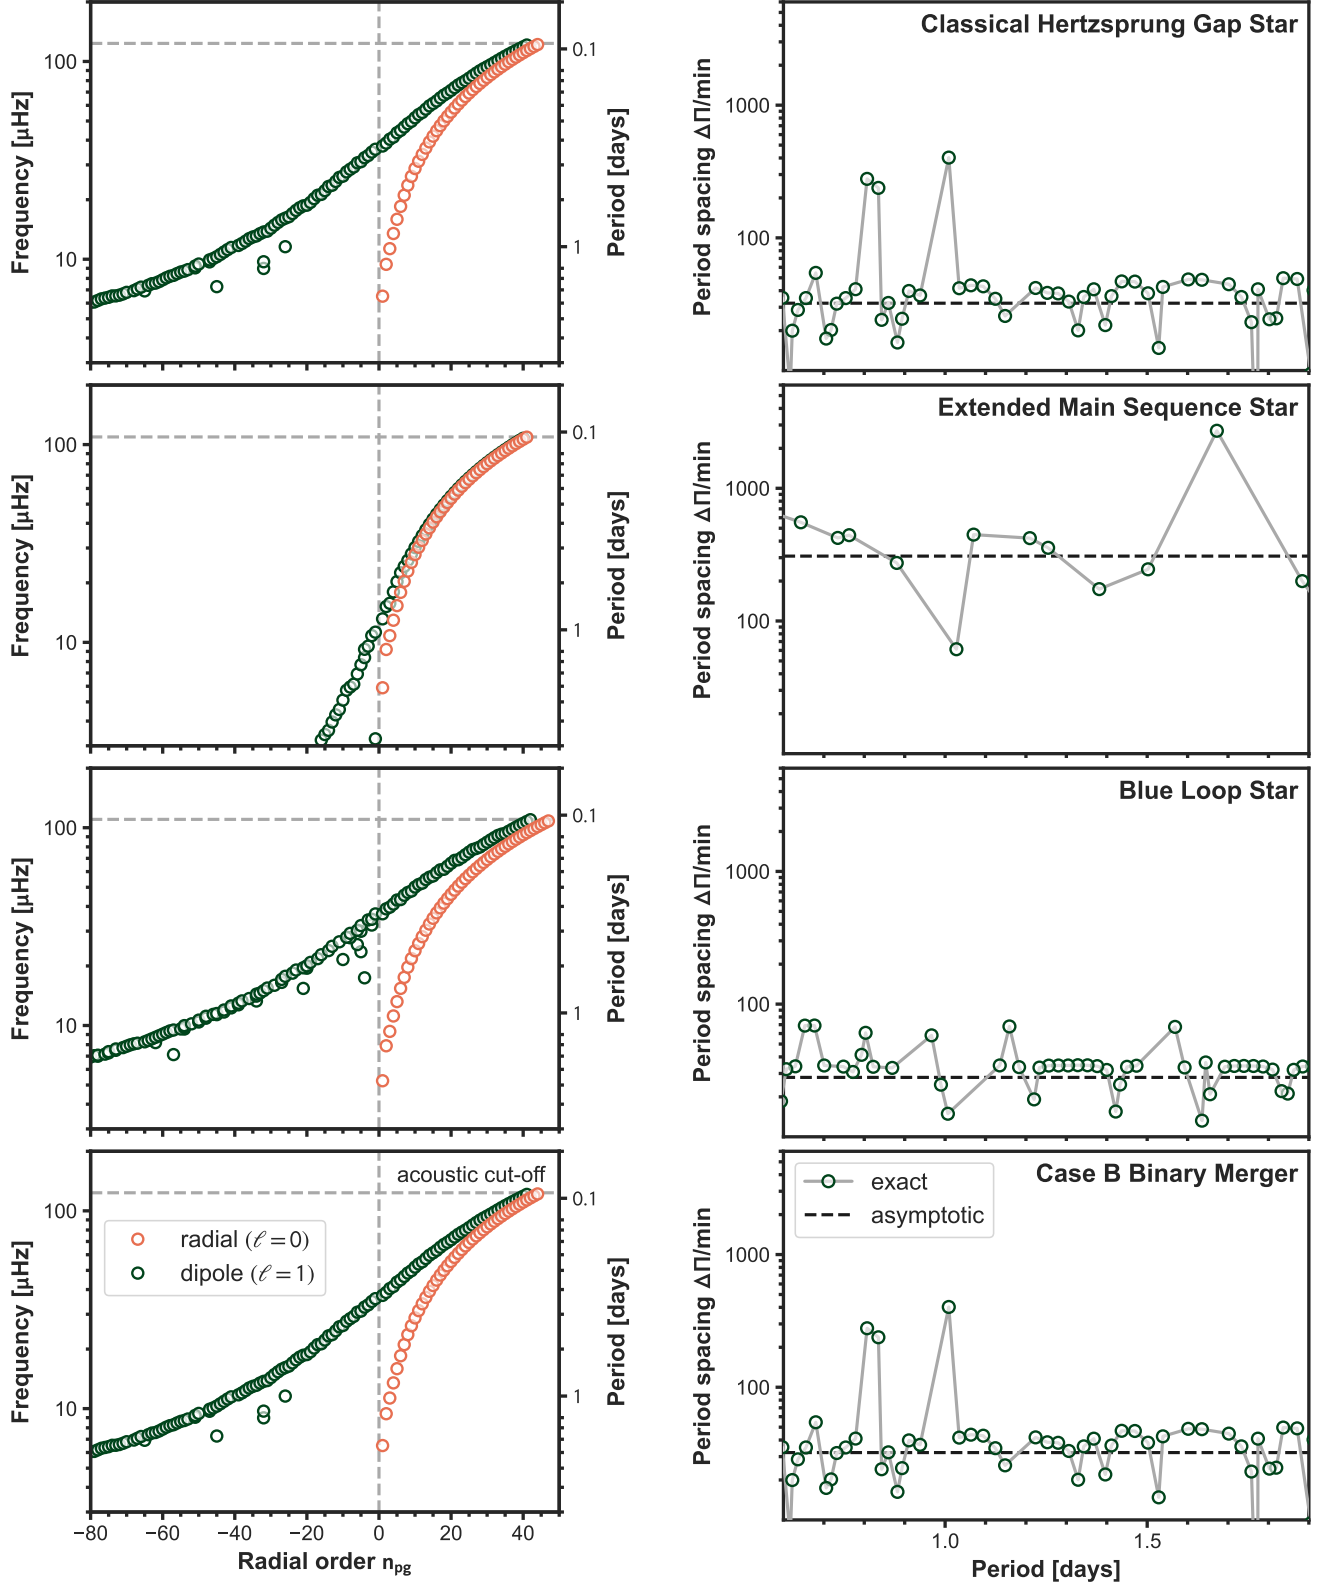 Classical Hertzsprung Gap Star
Frequency [µHz]
100
10
0.1
1
Period [days]
Period spacing ΔΠ/min
1000
100
Extended Main Sequence Star
Frequency [µHz]
100
10
0.1
1
Period [days]
Period spacing ΔΠ/min
1000
100
Blue Loop Star
Frequency [µHz]
100
10
0.1
1
Period [days]
Period spacing ΔΠ/min
1000
100
Case B Binary Merger
acoustic cut-off
radial (ℓ = 0)
dipole (ℓ = 1)
Frequency [µHz]
100
10
0.1
1
Period [days]
−80 −60 −40 −20 0 20 40
Radial order n_pg
exact
asymptotic
Period spacing ΔΠ/min
1000
100
1.0 1.5
Period [days]